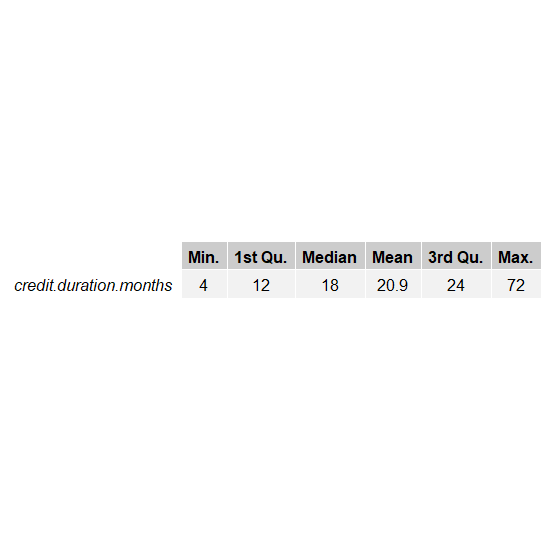 Min. 1st Qu. Median Mean 3rd Qu. Max.
credit.duration.months 4 12 18 20.9 24 72